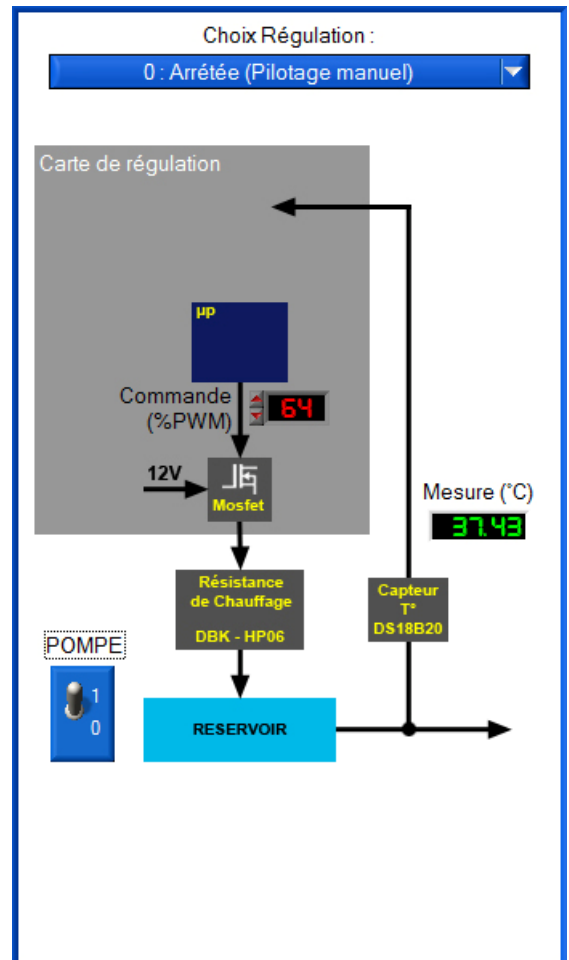 Choix Régulation :
0 : Arrétée (Pilotage manuel)
Carte de régulation
µp
Commande
(%PWM)
64
12V
Mosfet
Mesure (°C)
37.43
Résistance
de Chauffage
DBK - HP06
Capteur
T°
DS18B20
POMPE
1
0
RESERVOIR